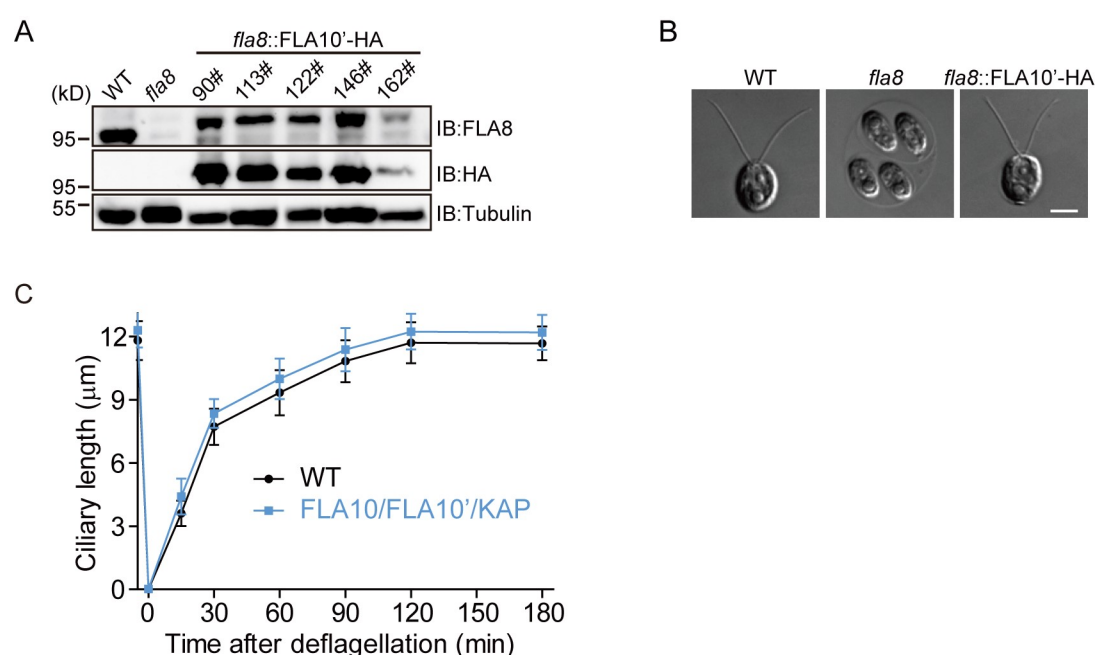 A
fla8::FLA10’-HA
(kD) WT fla8 90# 113# 122# 146# 162#
95 IB:FLA8
95 IB:HA
55 IB:Tubulin
B
WT fla8 fla8::FLA10’-HA
C
Ciliary length (μm)
12
9
6
3
0
WT
FLA10/FLA10’/KAP
0 30 60 90 120 150 180
Time after deflagellation (min)